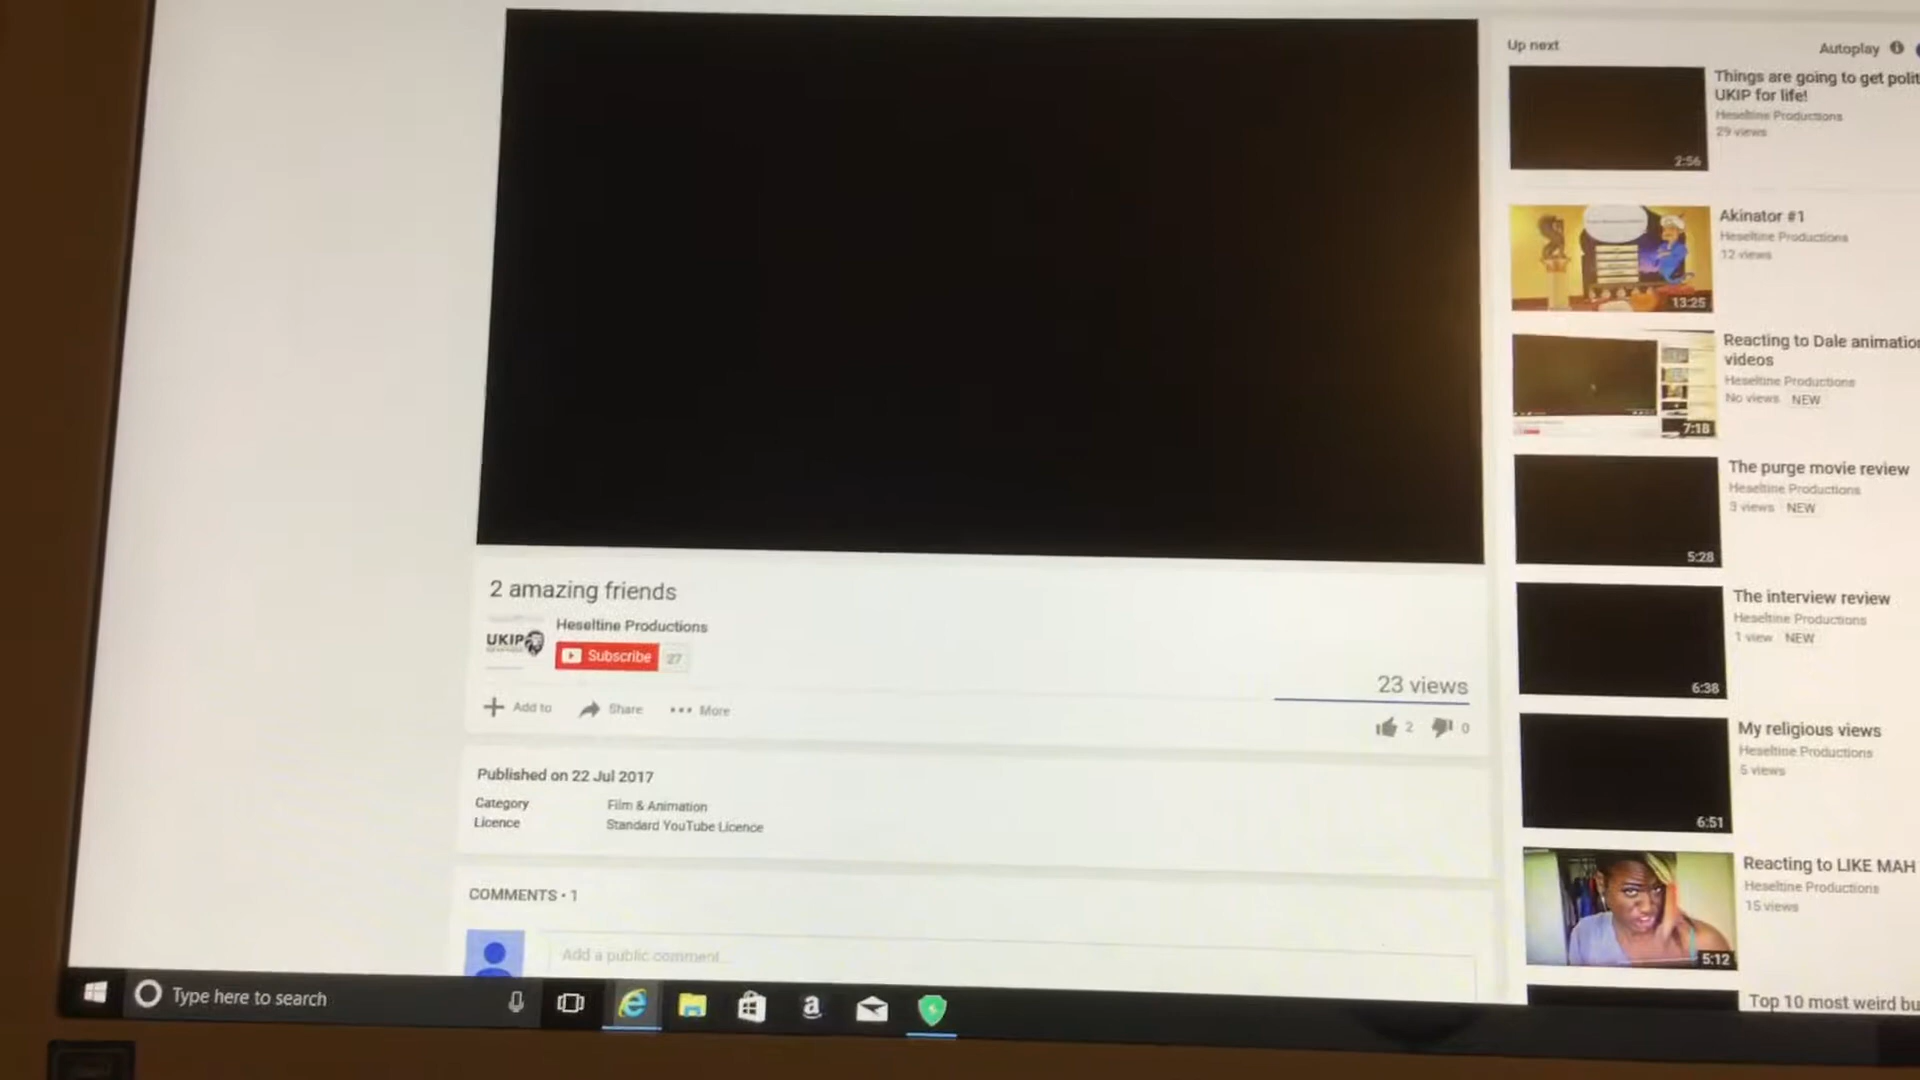 Up next
Autoplay
Things are going to get polit
UKIP for life!
Heseltine Productions
29 views
2:56
Akinator #1
Heseltine Productions
12 views
13:25
Reacting to Dale animation
videos
Heseltine Productions
No views NEW
7:18
The purge movie review
Heseltine Productions
3 views NEW
5:28
The interview review
Heseltine Productions
1 view NEW
6:38
My religious views
Heseltine Productions
5 views
6:51
Reacting to LIKE MAH
Heseltine Productions
15 views
5:12
Top 10 most weird bu
2 amazing friends
UKIP
Heseltine Productions
Subscribe 27
23 views
Add to Share More
2 0
Published on 22 Jul 2017
Category Film & Animation
Licence Standard YouTube Licence
COMMENTS • 1
Add a public comment...
Type here to search